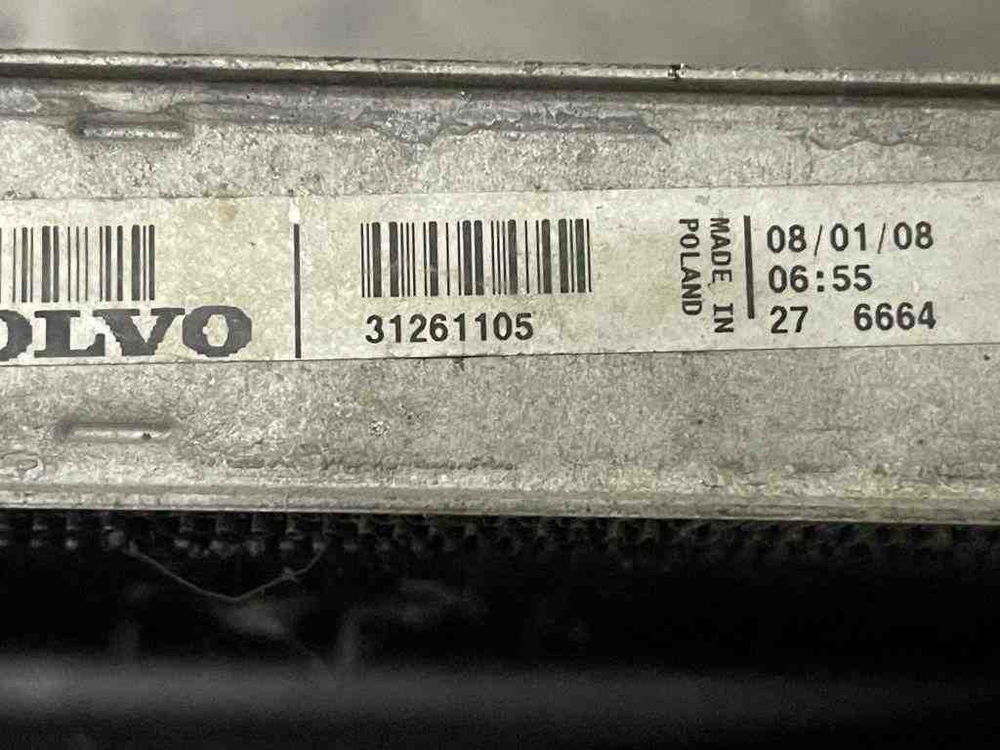 OLVO
31261105
MADE IN
POLAND
08/01/08
06:55
27 6664